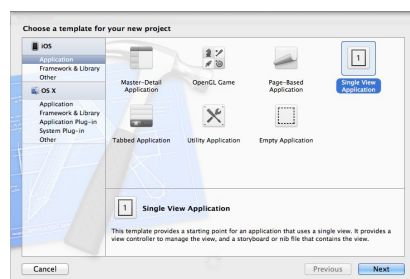 Choose a template for your new project
iOS
Application
Framework & Library
Other
OS X
Application
Framework & Library
Application Plug-in
System Plug-in
Other
Master-Detail
Application
OpenGL Game
Page-Based
Application
1
Single View
Application
Tabbed Application
Utility Application
Empty Application
1
Single View Application
This template provides a starting point for an application that uses a single view. It provides a
view controller to manage the view, and a storyboard or nib file that contains the view.
Cancel
Previous
Next